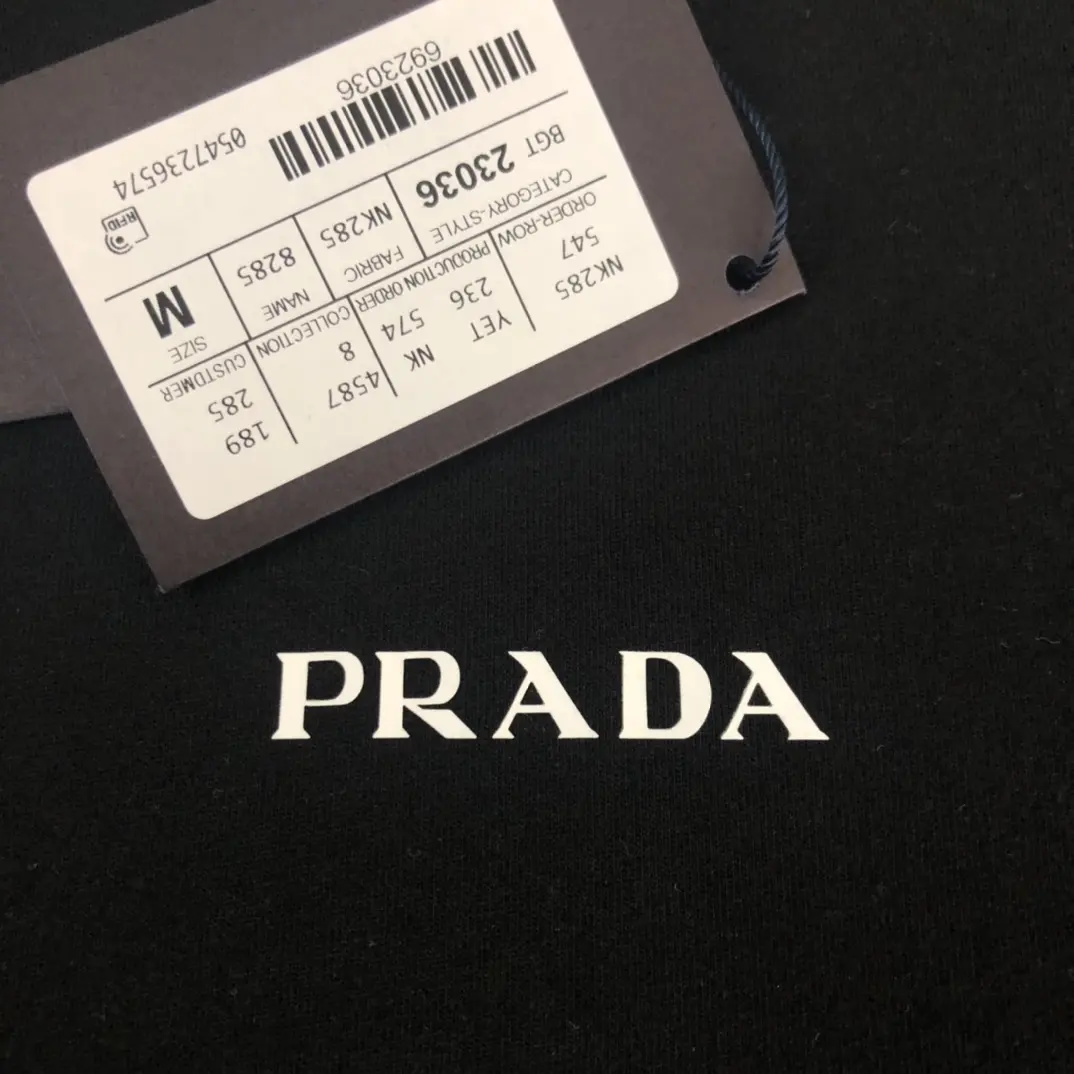 NK285 YET NK 4587 189
547 236 574 8 285
ORDER-ROW PRODUCTION ORDER COLLECTION CUSTDMER
CATEGORY-STYLE FABRIC NAME SIZE
BGT 23036 NK285 8285 M
6923036
0547236574
RFID
PRADA